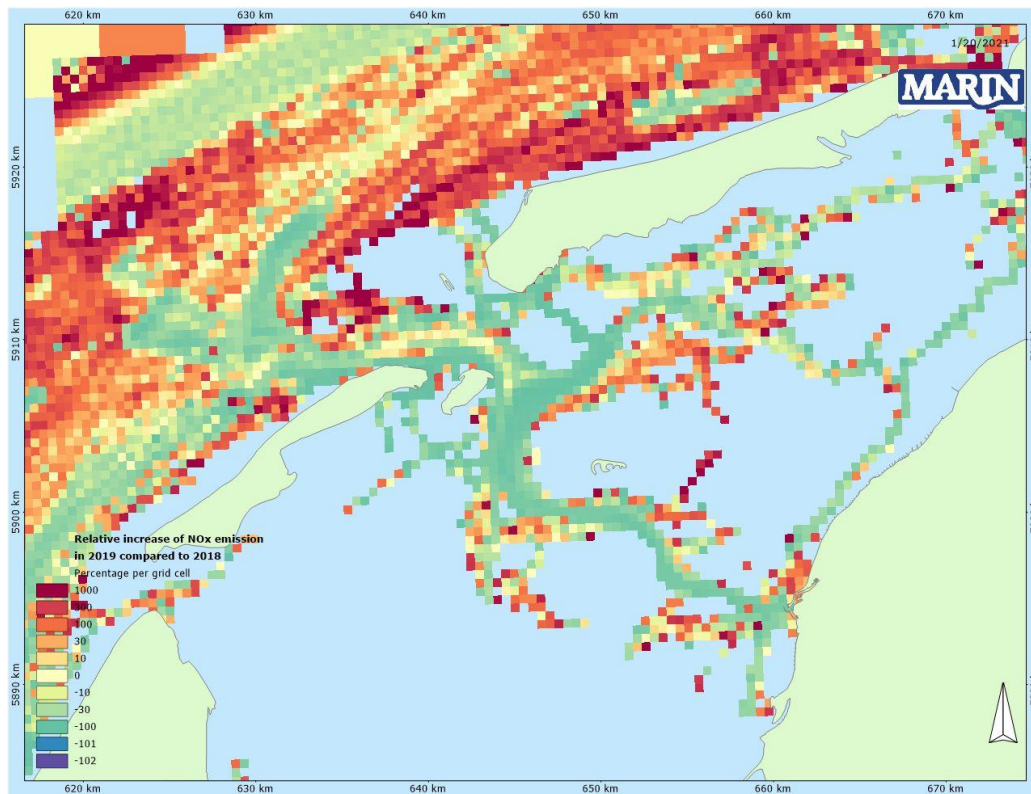 620 km 630 km 640 km 650 km 660 km 670 km
1/20/2021
MARIN
5920 km
5910 km
5900 km
5890 km
Relative increase of NOx emission
in 2019 compared to 2018
Percentage per grid cell
1000
300
100
30
10
0
-10
-30
-100
-101
-102
620 km 630 km 640 km 650 km 660 km 670 km